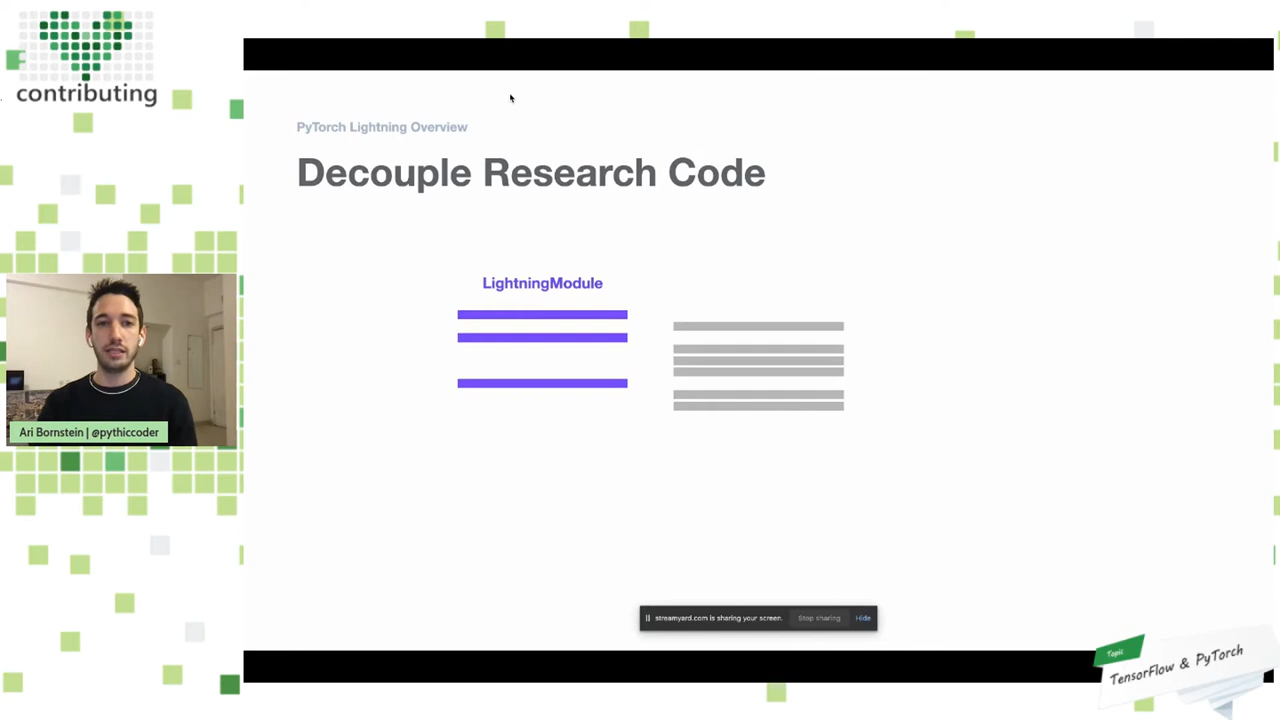 contributing
PyTorch Lightning Overview
Decouple Research Code
LightningModule
Ari Bornstein | @pythiccoder
streamyard.com is sharing your screen.
Stop sharing
Hide
Topic
TensorFlow & PyTorch